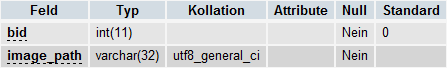 Feld Typ Kollation Attribute Null Standard
bid int(11) Nein 0
image_path varchar(32) utf8_general_ci Nein